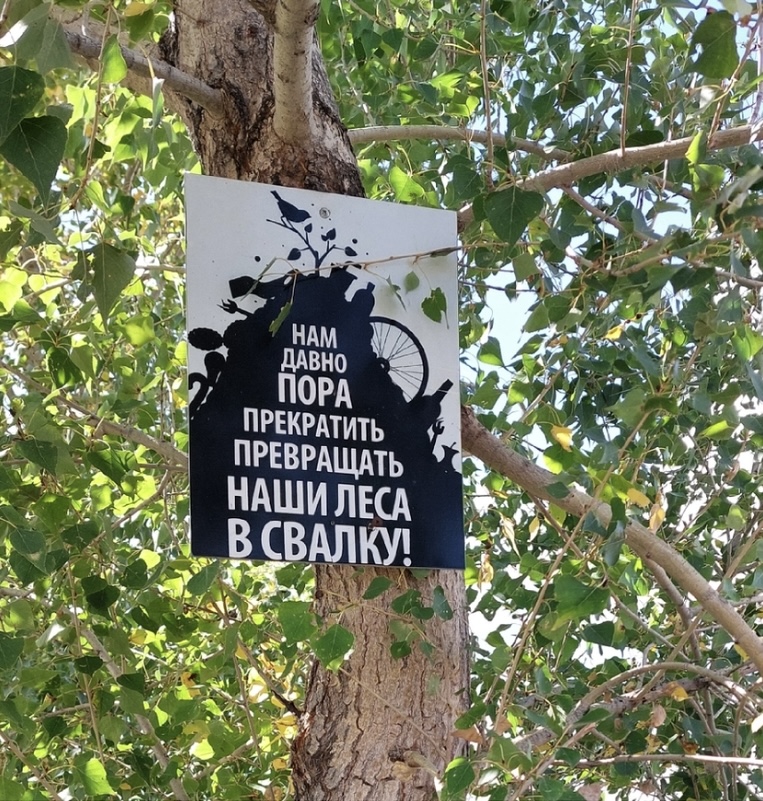 НАМ
ДАВНО
ПОРА
ПРЕКРАТИТЬ
ПРЕВРАЩАТЬ
НАШИ ЛЕСА
В СВАЛКУ!